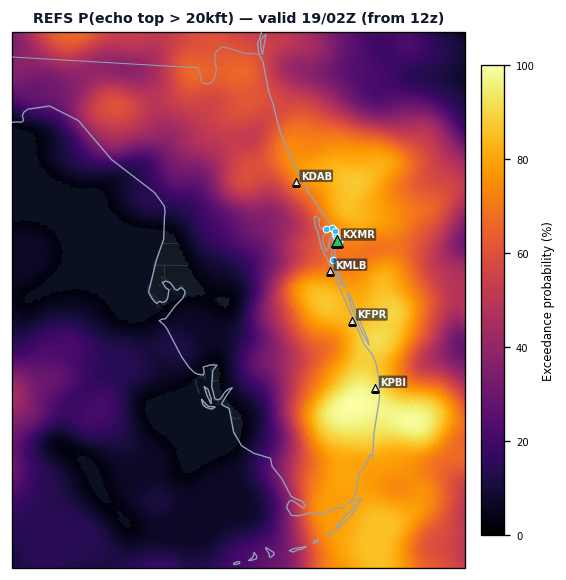 REFS P(echo top > 20kft) — valid 19/02Z (from 12z)
KDAB
KXMR
KMLB
KFPR
KPBI
100
80
60
40
20
0
Exceedance probability (%)